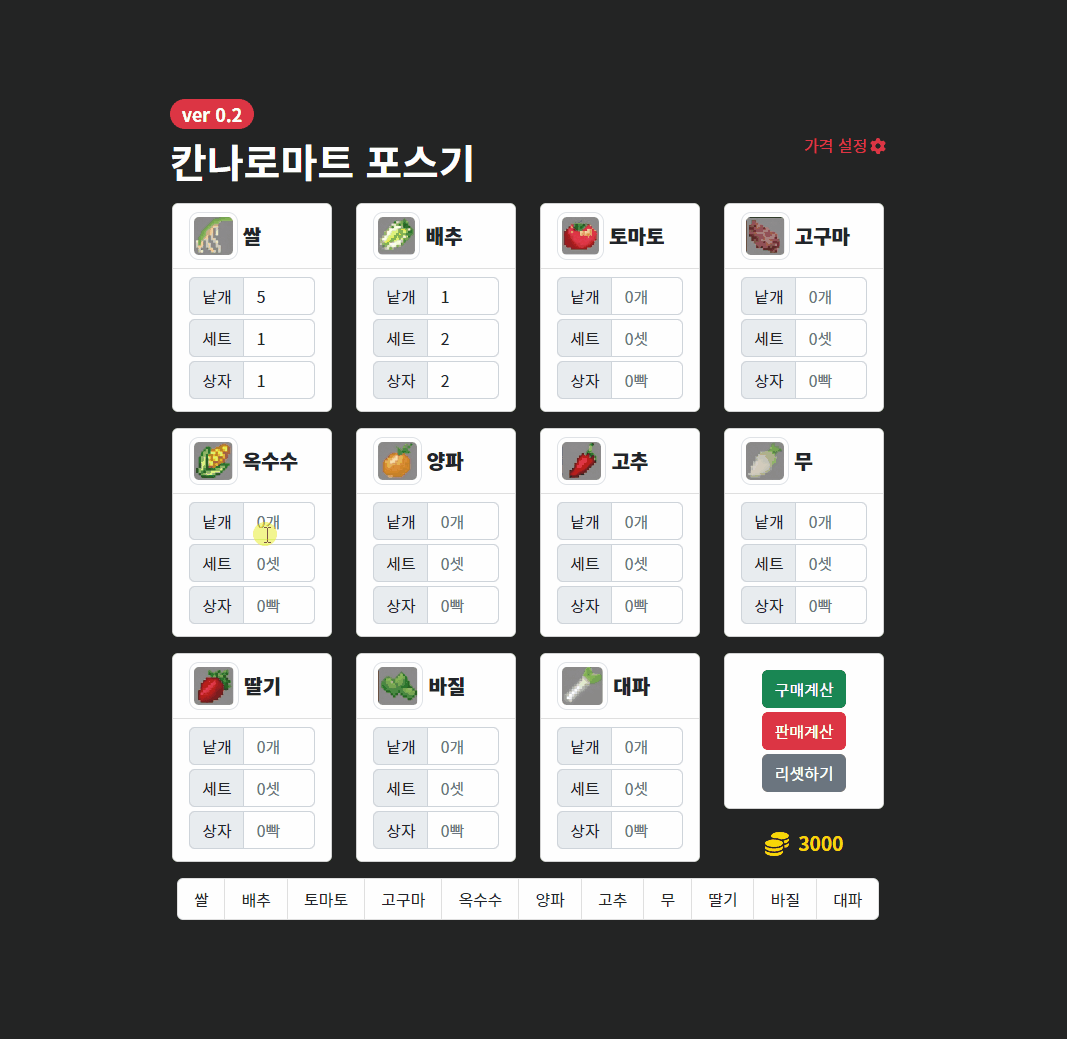 ver 0.2
칸나로마트 포스기
가격 설정
쌀
낱개 5
세트 1
상자 1
배추
낱개 1
세트 2
상자 2
토마토
낱개 0개
세트 0셋
상자 0빡
고구마
낱개 0개
세트 0셋
상자 0빡
옥수수
낱개 0개
세트 0셋
상자 0빡
양파
낱개 0개
세트 0셋
상자 0빡
고추
낱개 0개
세트 0셋
상자 0빡
무
낱개 0개
세트 0셋
상자 0빡
딸기
낱개 0개
세트 0셋
상자 0빡
바질
낱개 0개
세트 0셋
상자 0빡
대파
낱개 0개
세트 0셋
상자 0빡
구매계산
판매계산
리셋하기
3000
쌀 배추 토마토 고구마 옥수수 양파 고추 무 딸기 바질 대파